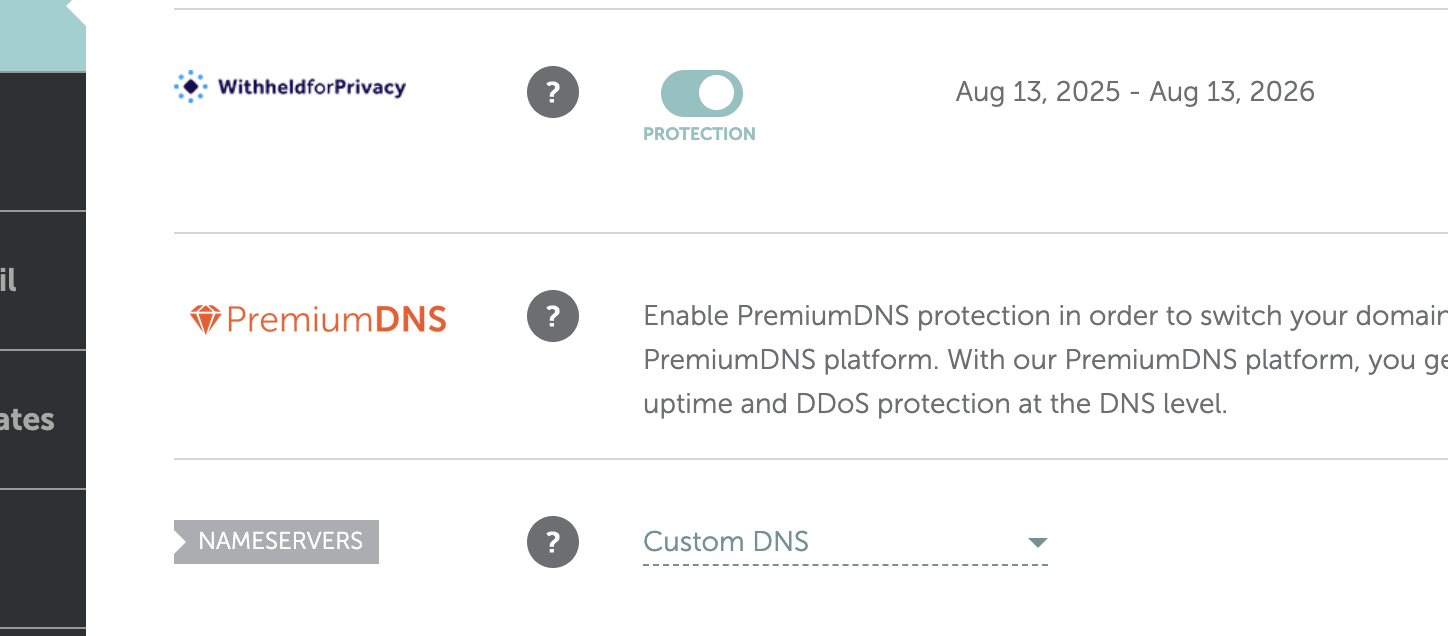 WithheldforPrivacy
?
PROTECTION
Aug 13, 2025 - Aug 13, 2026
il
PremiumDNS
?
Enable PremiumDNS protection in order to switch your domain
PremiumDNS platform. With our PremiumDNS platform, you ge
uptime and DDoS protection at the DNS level.
ates
NAMESERVERS
?
Custom DNS